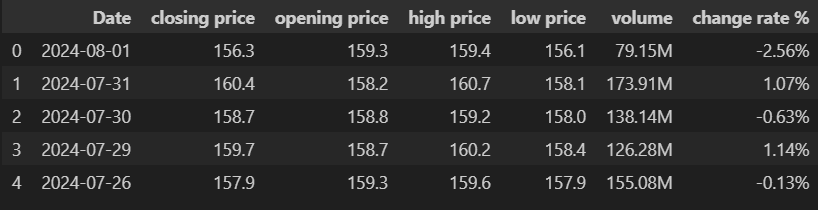 Date closing price opening price high price low price volume change rate %
0 2024-08-01 156.3 159.3 159.4 156.1 79.15M -2.56%
1 2024-07-31 160.4 158.2 160.7 158.1 173.91M 1.07%
2 2024-07-30 158.7 158.8 159.2 158.0 138.14M -0.63%
3 2024-07-29 159.7 158.7 160.2 158.4 126.28M 1.14%
4 2024-07-26 157.9 159.3 159.6 157.9 155.08M -0.13%